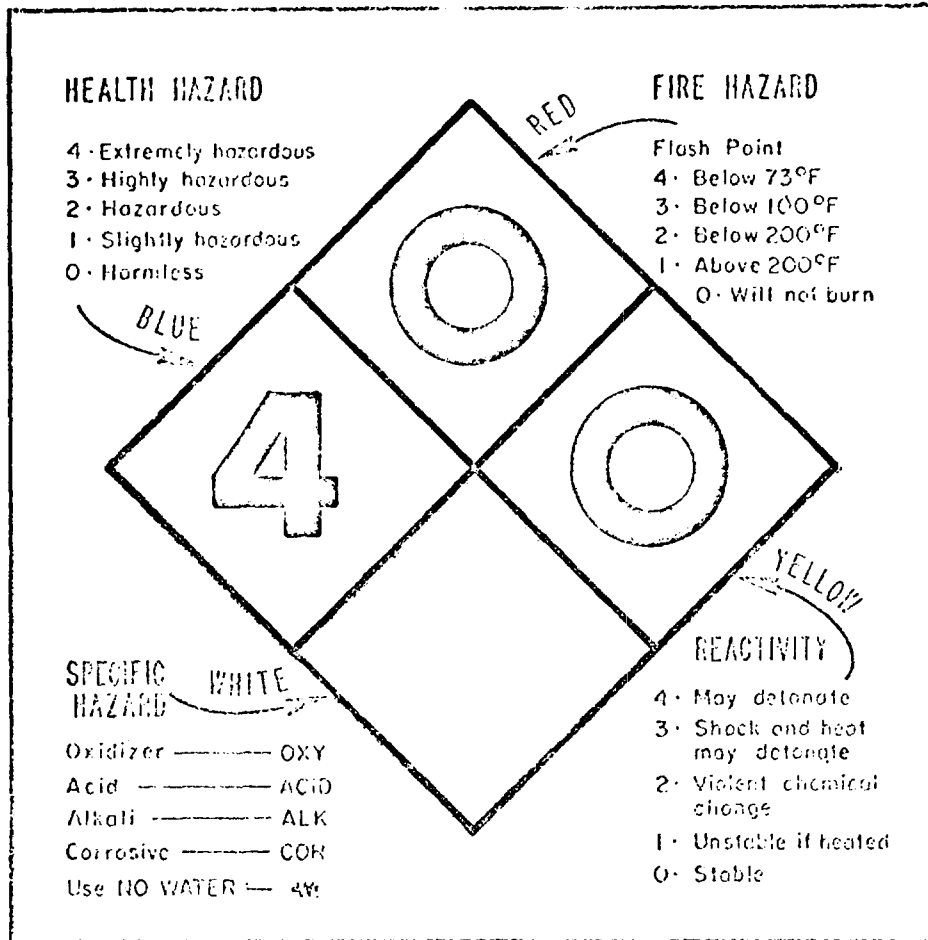 HEALTH HAZARD
4 · Extremely hazardous
3 · Highly hazardous
2 · Hazardous
1 · Slightly hazardous
0 · Harmless
BLUE
FIRE HAZARD
RED
Flash Point
4 · Below 73°F
3 · Below 100°F
2 · Below 200°F
1 · Above 200°F
0 · Will not burn
0
4
0
YELLOW
REACTIVITY
4 · May detonate
3 · Shock and heat
may detonate
2 · Violent chemical
change
1 · Unstable if heated
0 · Stable
SPECIFIC
HAZARD
WHITE
Oxidizer — OXY
Acid — ACID
Alkali — ALK
Corrosive — COR
Use NO WATER —